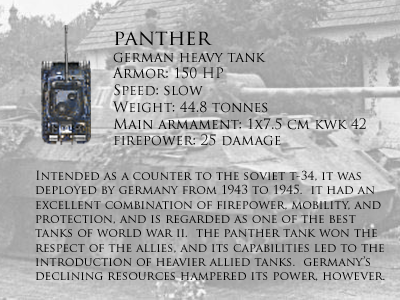 PANTHER
GERMAN HEAVY TANK
ARMOR: 150 HP
SPEED: SLOW
WEIGHT: 44.8 TONNES
MAIN ARMAMENT: 1X7.5 CM KWK 42
FIREPOWER: 25 DAMAGE
INTENDED AS A COUNTER TO THE SOVIET T-34, IT WAS
DEPLOYED BY GERMANY FROM 1943 TO 1945. IT HAD AN
EXCELLENT COMBINATION OF FIREPOWER, MOBILITY, AND
PROTECTION, AND IS REGARDED AS ONE OF THE BEST
TANKS OF WORLD WAR II. THE PANTHER TANK WON THE
RESPECT OF THE ALLIES, AND ITS CAPABILITIES LED TO THE
INTRODUCTION OF HEAVIER ALLIED TANKS. GERMANY'S
DECLINING RESOURCES HAMPERED ITS POWER, HOWEVER.